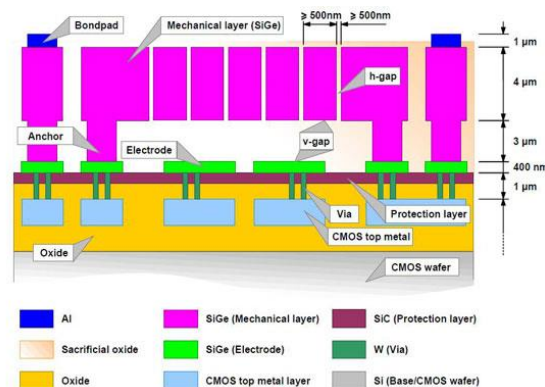 Bondpad
Mechanical layer (SiGe)
≥ 500nm
≥ 500nm
1 µm
h-gap
4 µm
Anchor
Electrode
v-gap
3 µm
400 nm
1 µm
Via
Protection layer
CMOS top metal
Oxide
CMOS wafer
Al
SiGe (Mechanical layer)
SiC (Protection layer)
Sacrificial oxide
SiGe (Electrode)
W (Via)
Oxide
CMOS top metal layer
Si (Base/CMOS wafer)